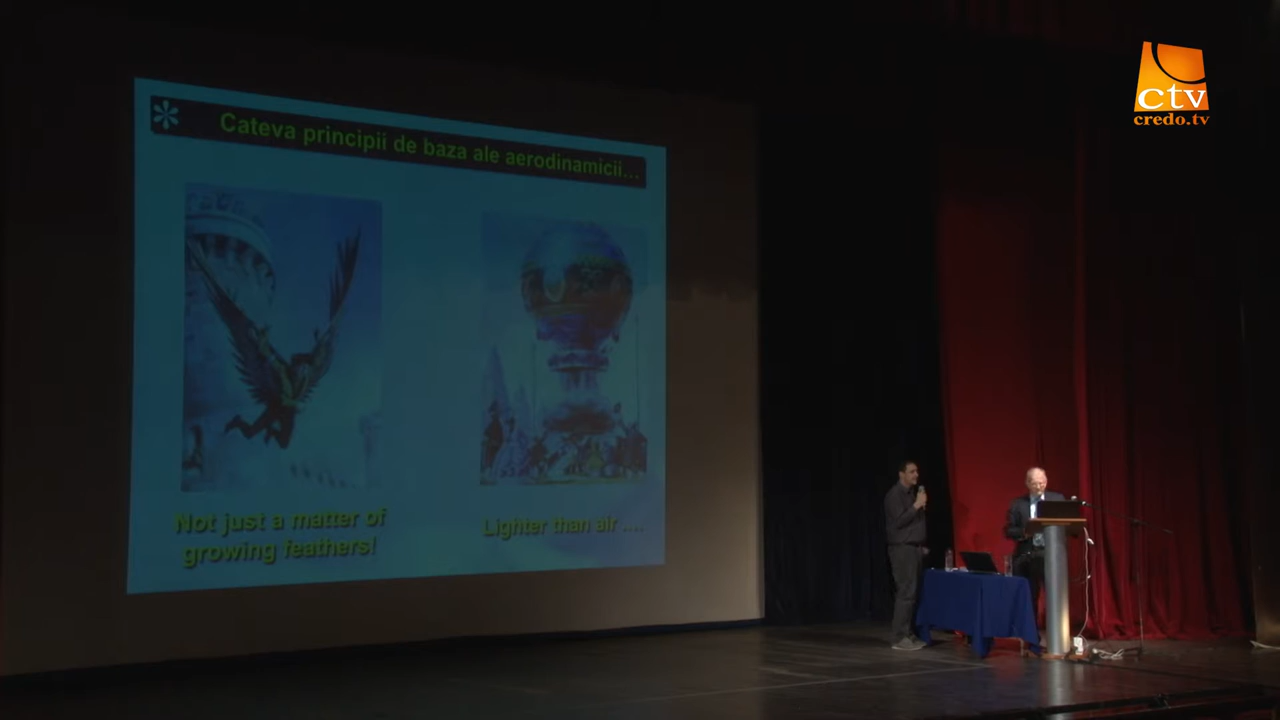 Cateva principii de baza ale aerodinamicii...
Not just a matter of
growing feathers!
Lighter than air ....
ctv
credo.tv